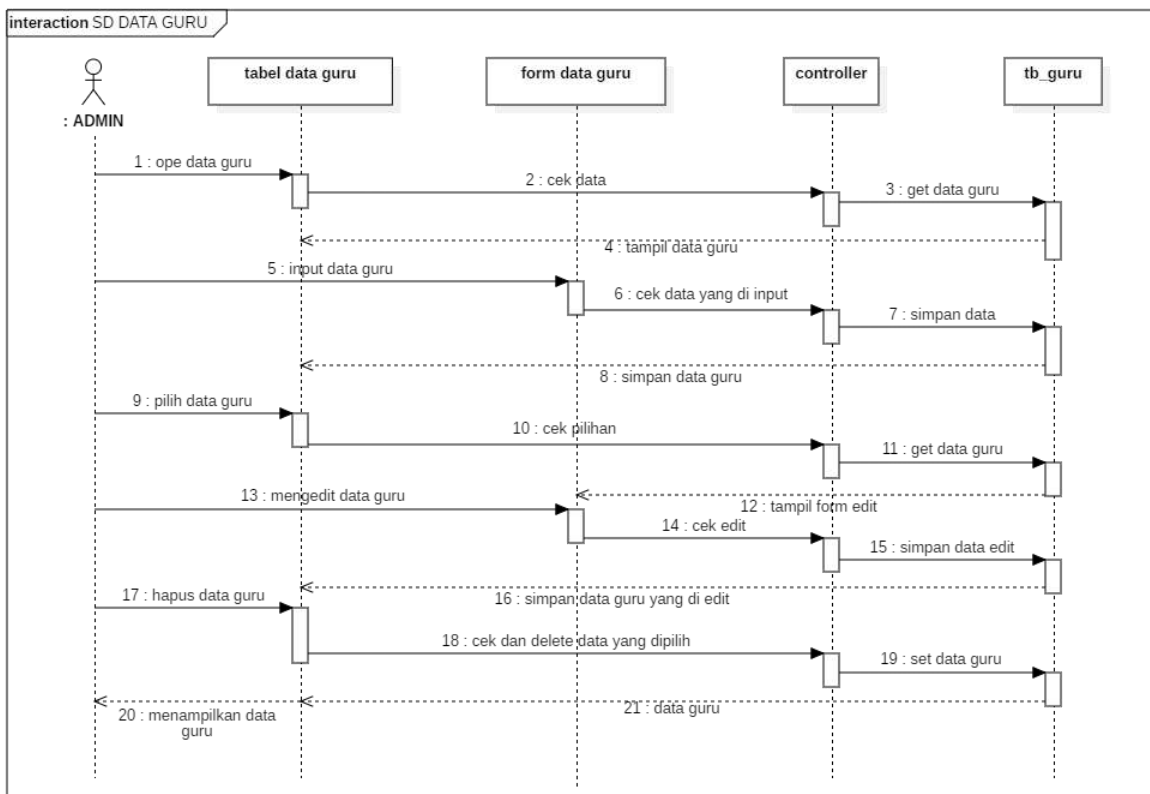 interaction SD DATA GURU
tabel data guru
form data guru
controller
tb_guru
: ADMIN
1 : ope data guru
2 : cek data
3 : get data guru
4 : tampil data guru
5 : input data guru
6 : cek data yang di input
7 : simpan data
8 : simpan data guru
9 : pilih data guru
10 : cek pilihan
11 : get data guru
12 : tampil form edit
13 : mengedit data guru
14 : cek edit
15 : simpan data edit
16 : simpan data guru yang di edit
17 : hapus data guru
18 : cek dan delete data yang dipilih
19 : set data guru
20 : menampilkan data
guru
21 : data guru